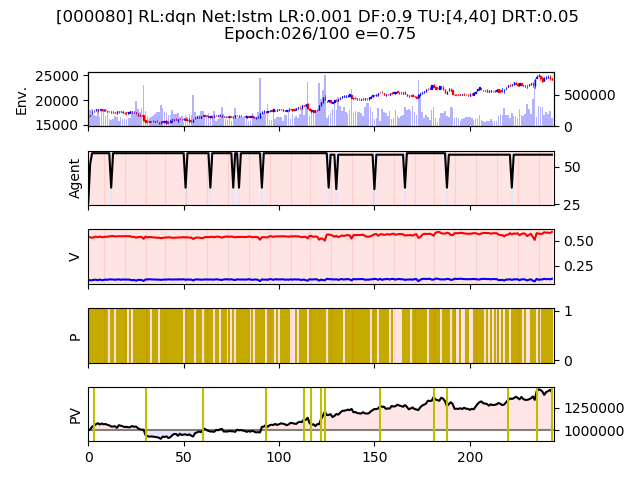 [000080] RL:dqn Net:lstm LR:0.001 DF:0.9 TU:[4,40] DRT:0.05
Epoch:026/100 e=0.75
Env.
25000
20000
15000
500000
0
Agent
50
25
V
0.50
0.25
P
1
0
PV
1250000
1000000
0 50 100 150 200